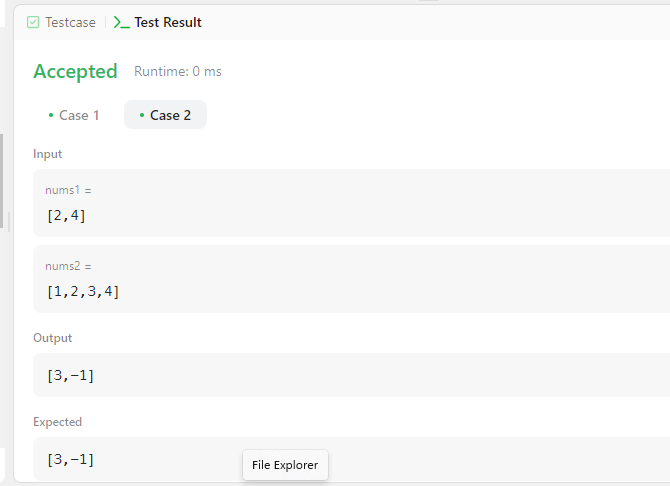 Testcase Test Result
Accepted Runtime: 0 ms
Case 1 Case 2
Input
nums1 =
[2,4]
nums2 =
[1,2,3,4]
Output
[3,-1]
Expected
[3,-1]
File Explorer